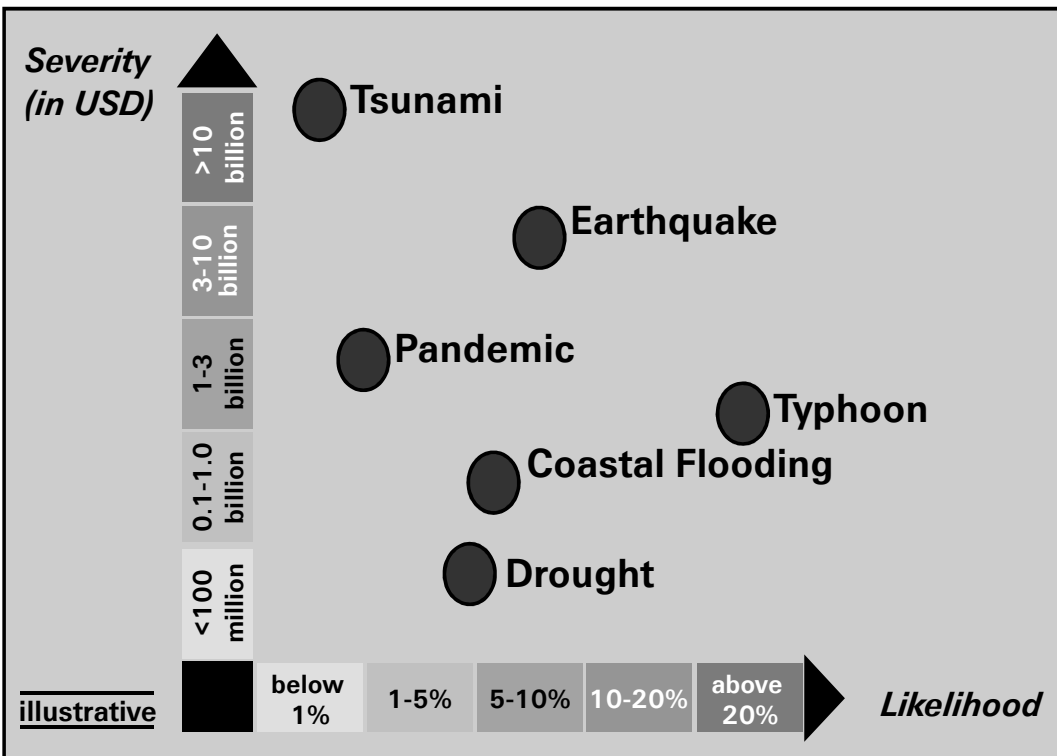 Severity
(in USD)
Tsunami
>10
billion
Earthquake
3-10
billion
Pandemic
1-3
billion
Typhoon
Coastal Flooding
0.1-1.0
billion
Drought
<100
million
below
1%
1-5%
5-10%
10-20%
above
20%
Likelihood
illustrative